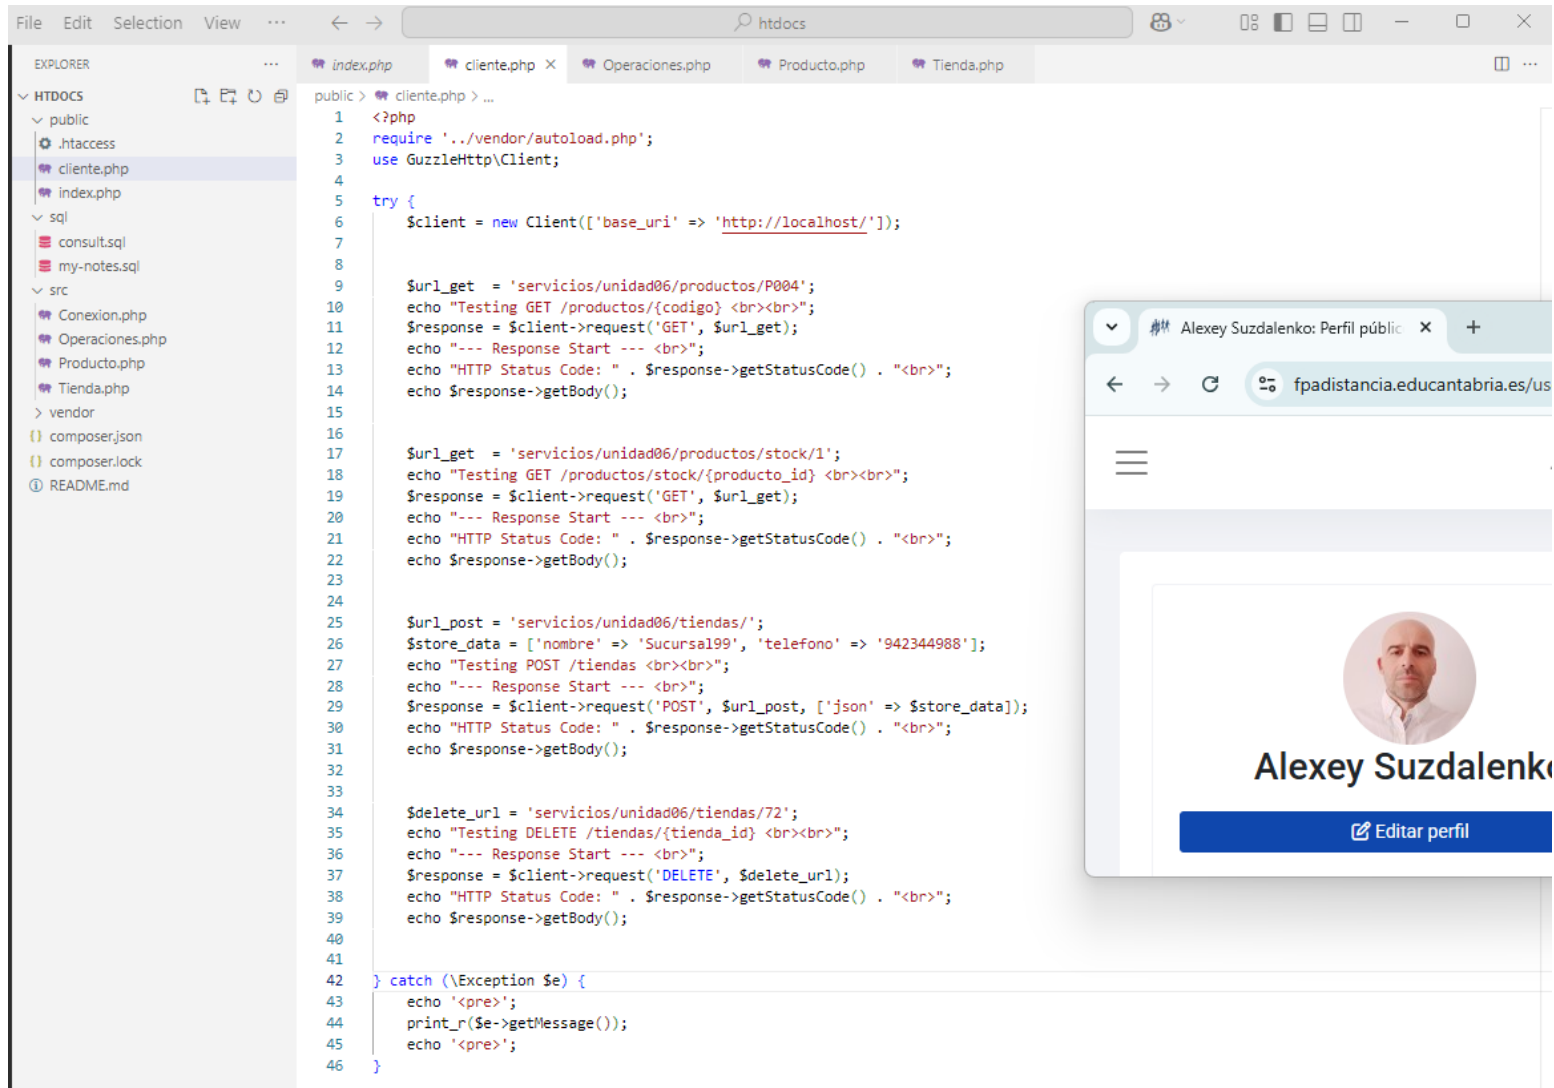 File Edit Selection View ···
htdocs
EXPLORER ···
HTDOCS
public
.htaccess
cliente.php
index.php
sql
consult.sql
my-notes.sql
src
Conexion.php
Operaciones.php
Producto.php
Tienda.php
vendor
composer.json
composer.lock
README.md
index.php cliente.php Operaciones.php Producto.php Tienda.php ···
public > cliente.php > ...
1 <?php
2 require '../vendor/autoload.php';
3 use GuzzleHttp\Client;
4
5 try {
6 $client = new Client(['base_uri' => 'http://localhost/']);
7
8
9 $url_get  = 'servicios/unidad06/productos/P004';
10 echo "Testing GET /productos/{codigo} <br><br>";
11 $response = $client->request('GET', $url_get);
12 echo "--- Response Start --- <br>";
13 echo "HTTP Status Code: " . $response->getStatusCode() . "<br>";
14 echo $response->getBody();
15
16
17 $url_get  = 'servicios/unidad06/productos/stock/1';
18 echo "Testing GET /productos/stock/{producto_id} <br><br>";
19 $response = $client->request('GET', $url_get);
20 echo "--- Response Start --- <br>";
21 echo "HTTP Status Code: " . $response->getStatusCode() . "<br>";
22 echo $response->getBody();
23
24
25 $url_post = 'servicios/unidad06/tiendas/';
26 $store_data = ['nombre' => 'Sucursal99', 'telefono' => '942344988'];
27 echo "Testing POST /tiendas <br><br>";
28 echo "--- Response Start --- <br>";
29 $response = $client->request('POST', $url_post, ['json' => $store_data]);
30 echo "HTTP Status Code: " . $response->getStatusCode() . "<br>";
31 echo $response->getBody();
32
33
34 $delete_url = 'servicios/unidad06/tiendas/72';
35 echo "Testing DELETE /tiendas/{tienda_id} <br><br>";
36 echo "--- Response Start --- <br>";
37 $response = $client->request('DELETE', $delete_url);
38 echo "HTTP Status Code: " . $response->getStatusCode() . "<br>";
39 echo $response->getBody();
40
41
42 } catch (\Exception $e) {
43 echo '<pre>';
44 print_r($e->getMessage());
45 echo '<pre>';
46 }
Alexey Suzdalenko: Perfil públic
fpadistancia.educantabria.es/us
Alexey Suzdalenko
Editar perfil